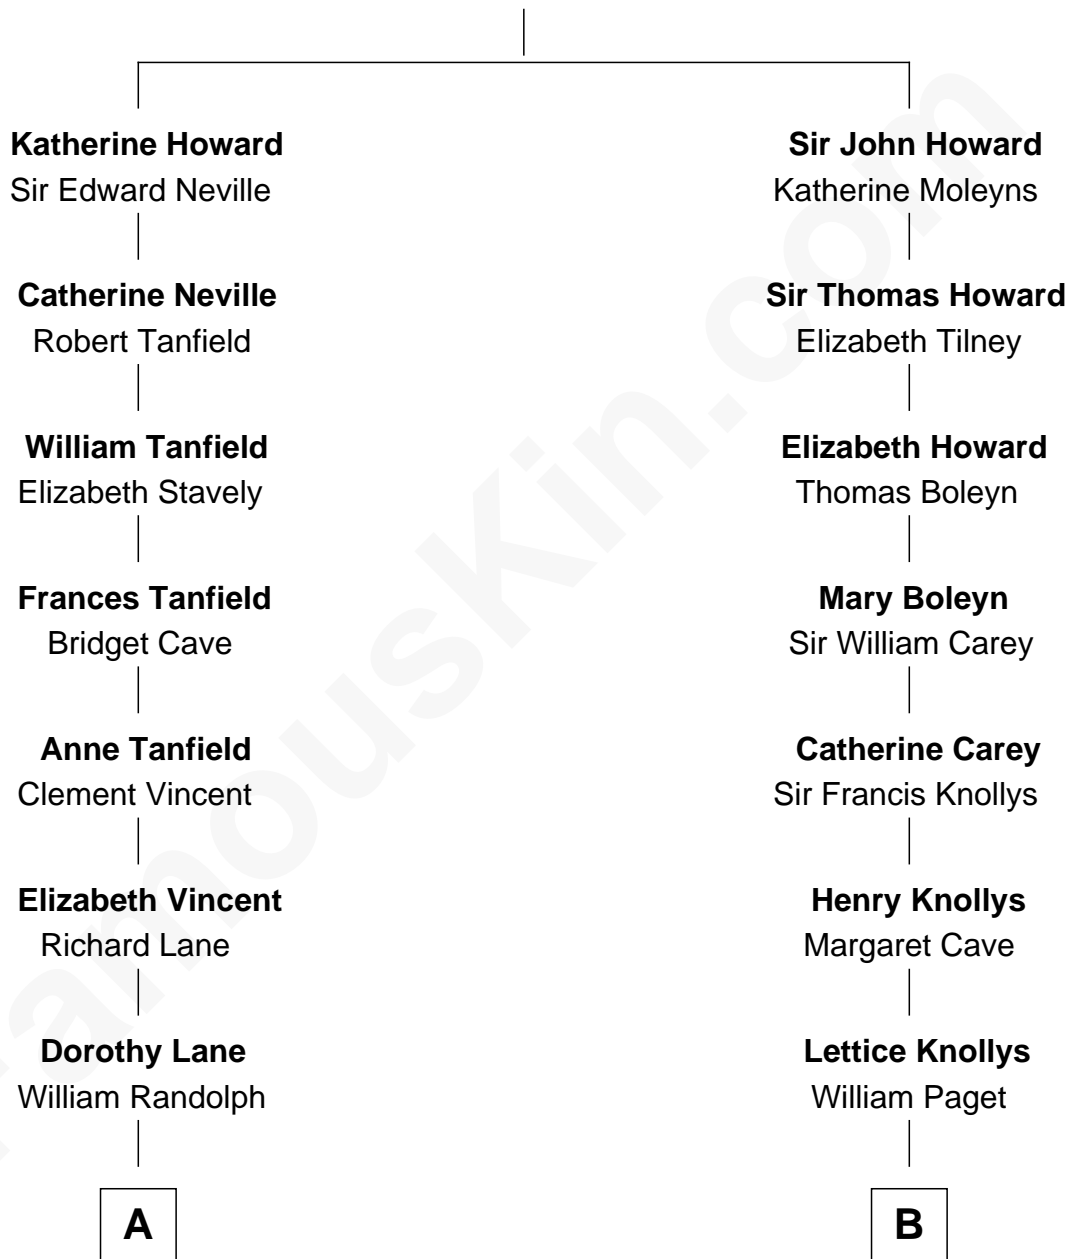 Katherine Howard
Sir Edward Neville
Sir John Howard
Katherine Moleyns
Catherine Neville
Robert Tanfield
Sir Thomas Howard
Elizabeth Tilney
William Tanfield
Elizabeth Stavely
Elizabeth Howard
Thomas Boleyn
Frances Tanfield
Bridget Cave
Mary Boleyn
Sir William Carey
Anne Tanfield
Clement Vincent
Catherine Carey
Sir Francis Knollys
Elizabeth Vincent
Richard Lane
Henry Knollys
Margaret Cave
Dorothy Lane
William Randolph
Lettice Knollys
William Paget
A
B
FamousKin.com